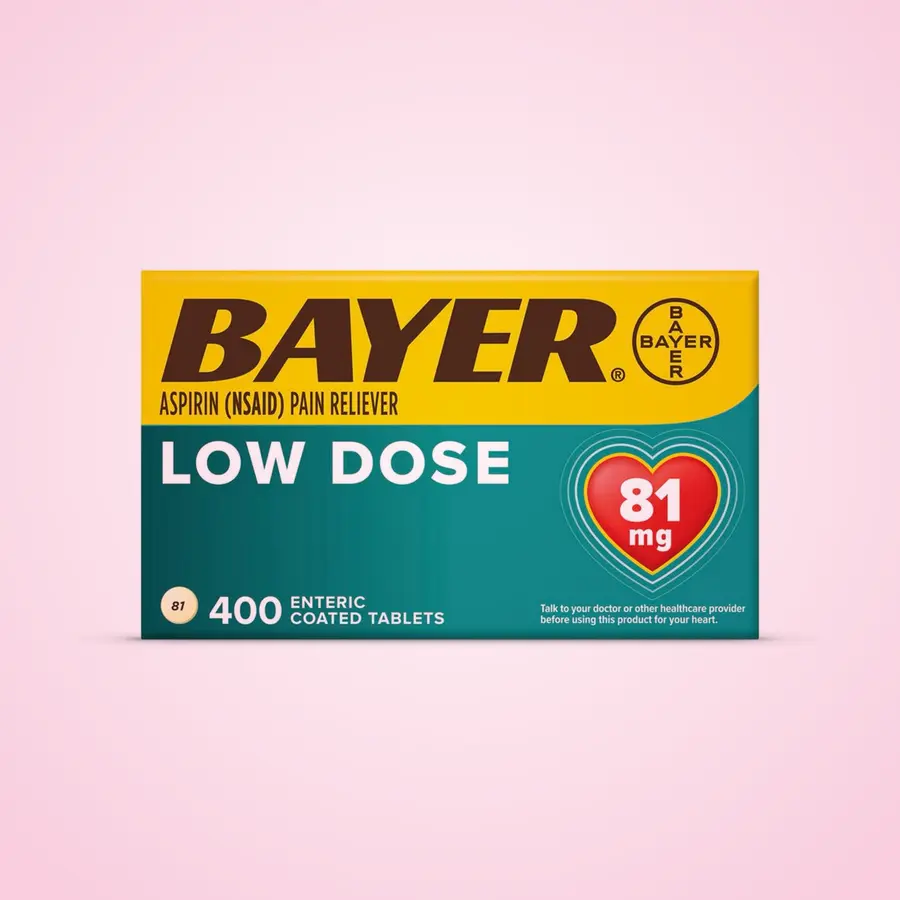 BAYER®
BAYER
BAYER
ASPIRIN (NSAID) PAIN RELIEVER
LOW DOSE
81
mg
81
400 ENTERIC
COATED TABLETS
Talk to your doctor or other healthcare provider
before using this product for your heart.